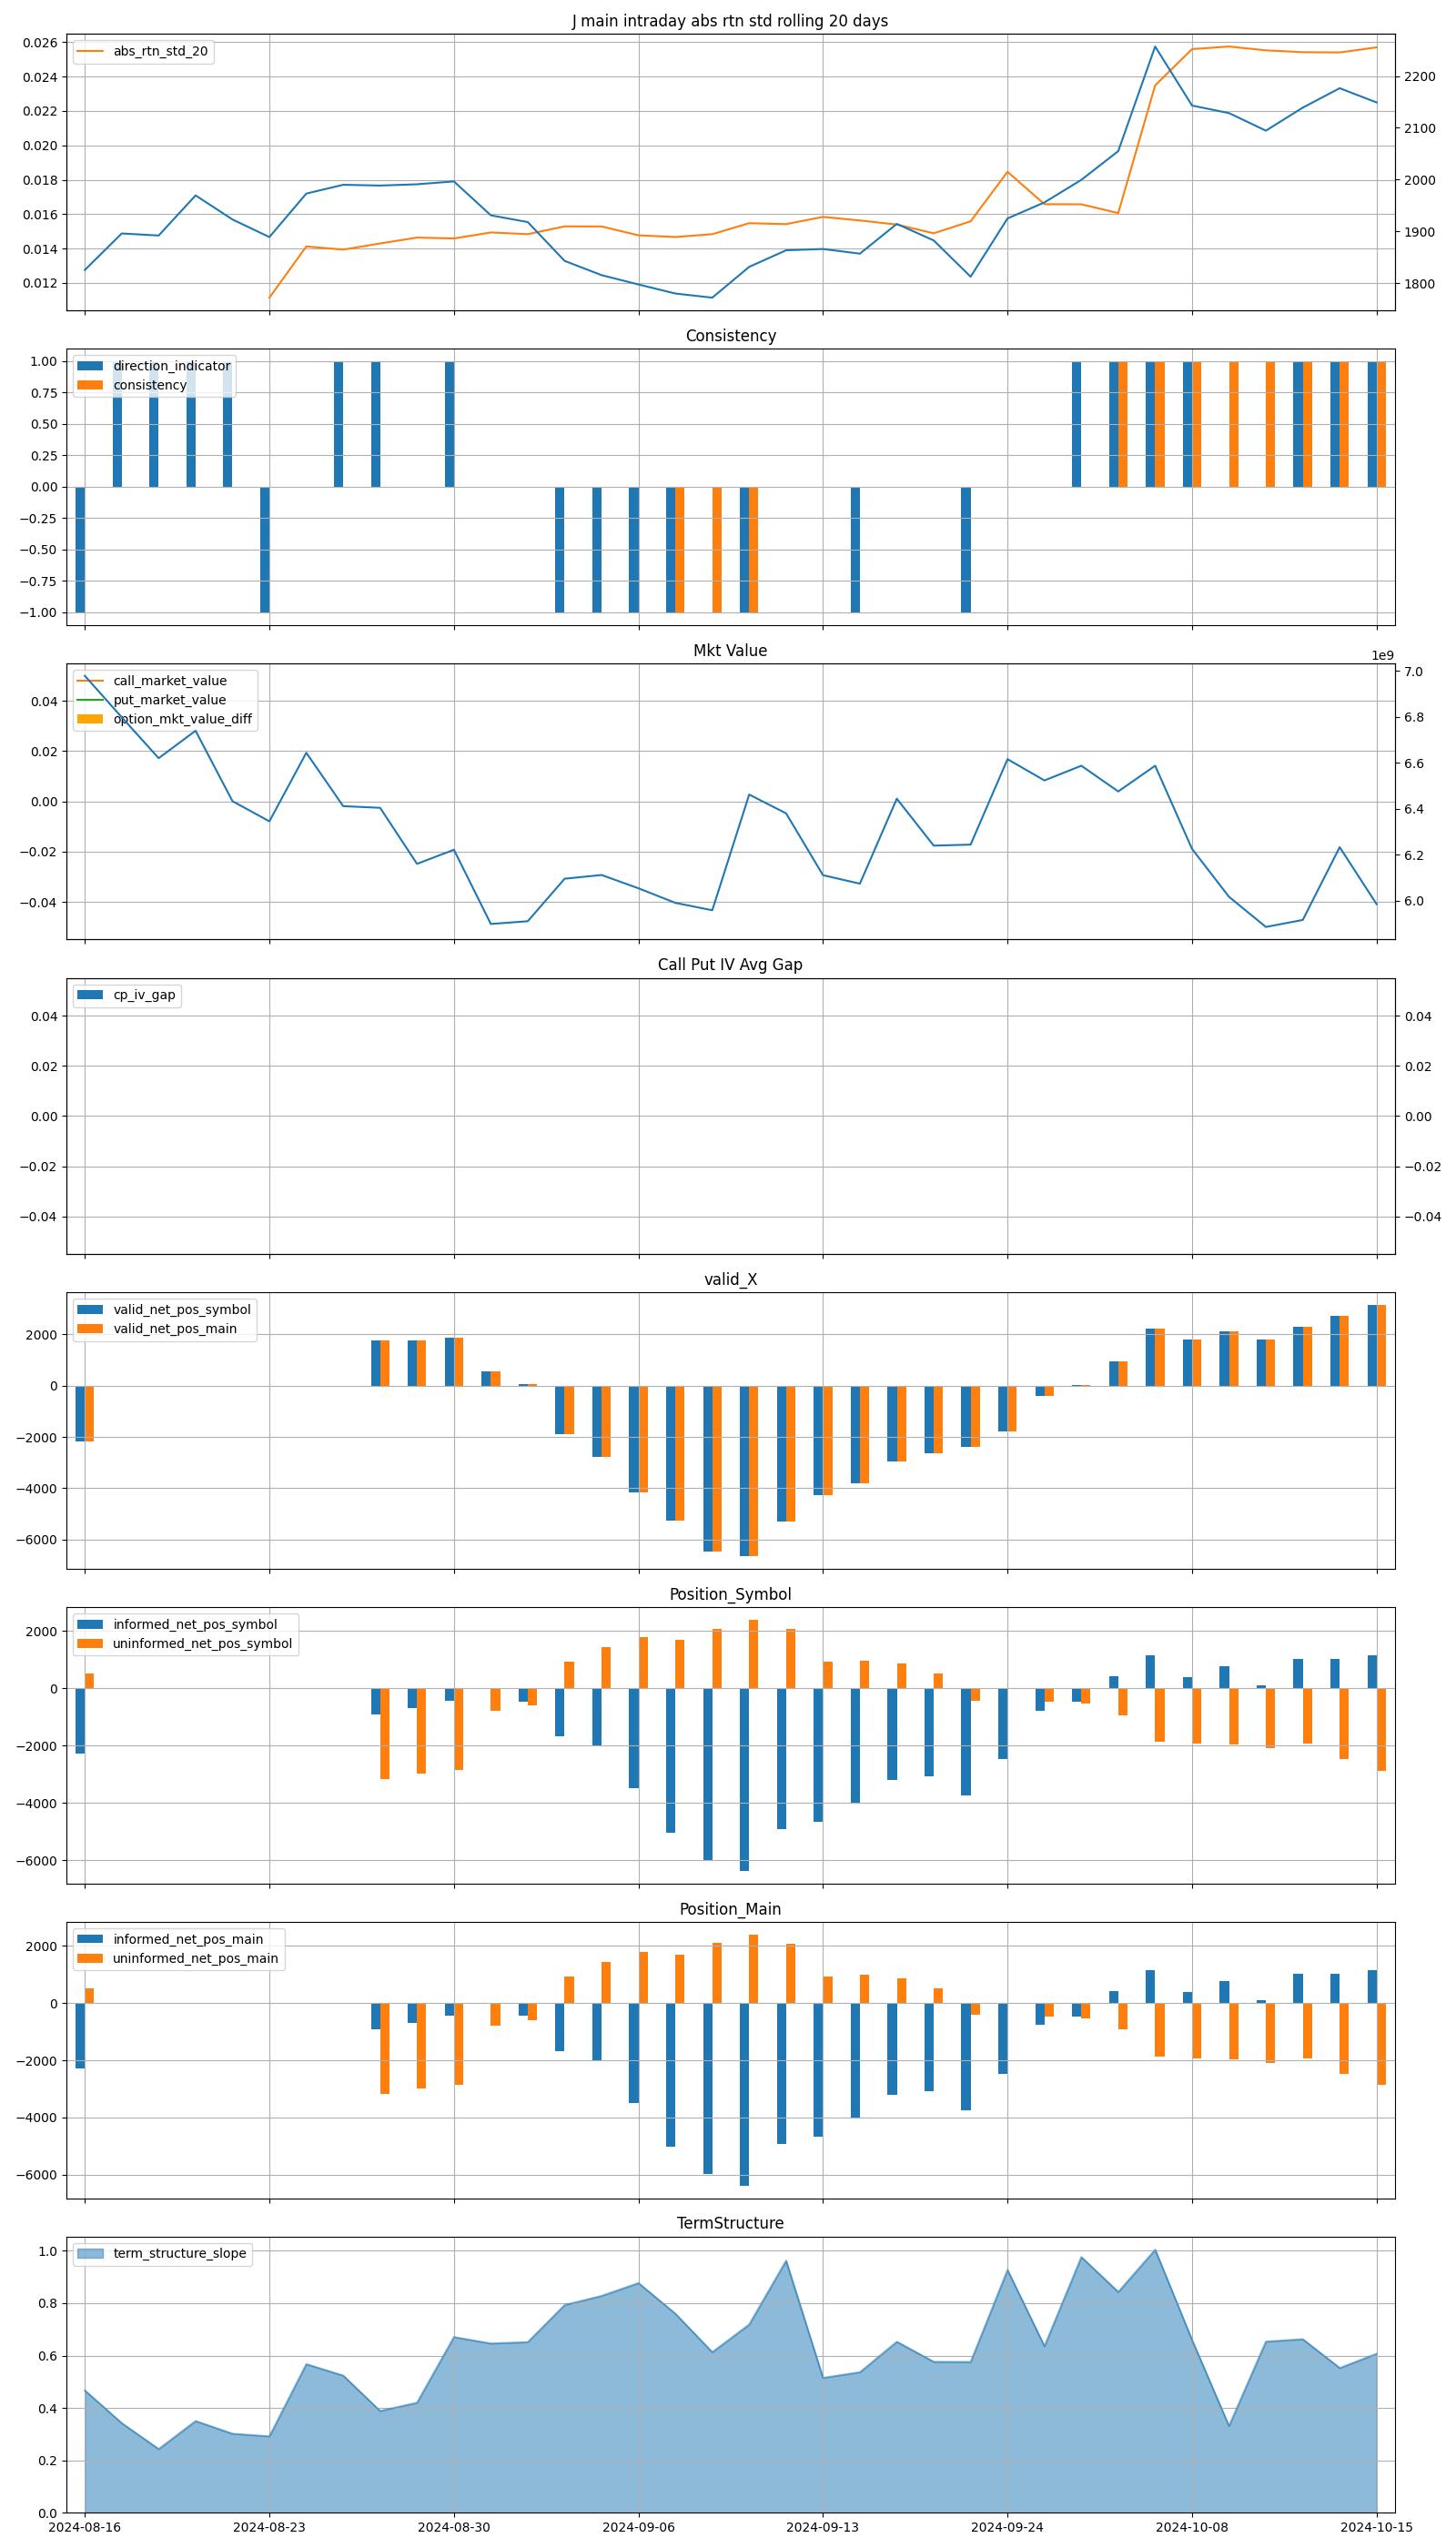 J main intraday abs rtn std rolling 20 days
abs_rtn_std_20
0.026
0.024
0.022
0.020
0.018
0.016
0.014
0.012
2200
2100
2000
1900
1800
Consistency
direction_indicator
consistency
1.00
0.75
0.50
0.25
0.00
−0.25
−0.50
−0.75
−1.00
Mkt Value
1e9
call_market_value
put_market_value
option_mkt_value_diff
0.04
0.02
0.00
−0.02
−0.04
7.0
6.8
6.6
6.4
6.2
6.0
Call Put IV Avg Gap
cp_iv_gap
0.04
0.02
0.00
−0.02
−0.04
0.04
0.02
0.00
−0.02
−0.04
valid_X
valid_net_pos_symbol
valid_net_pos_main
2000
0
−2000
−4000
−6000
Position_Symbol
informed_net_pos_symbol
uninformed_net_pos_symbol
2000
0
−2000
−4000
−6000
Position_Main
informed_net_pos_main
uninformed_net_pos_main
2000
0
−2000
−4000
−6000
TermStructure
term_structure_slope
1.0
0.8
0.6
0.4
0.2
0.0
2024-08-16 2024-08-23 2024-08-30 2024-09-06 2024-09-13 2024-09-24 2024-10-08 2024-10-15